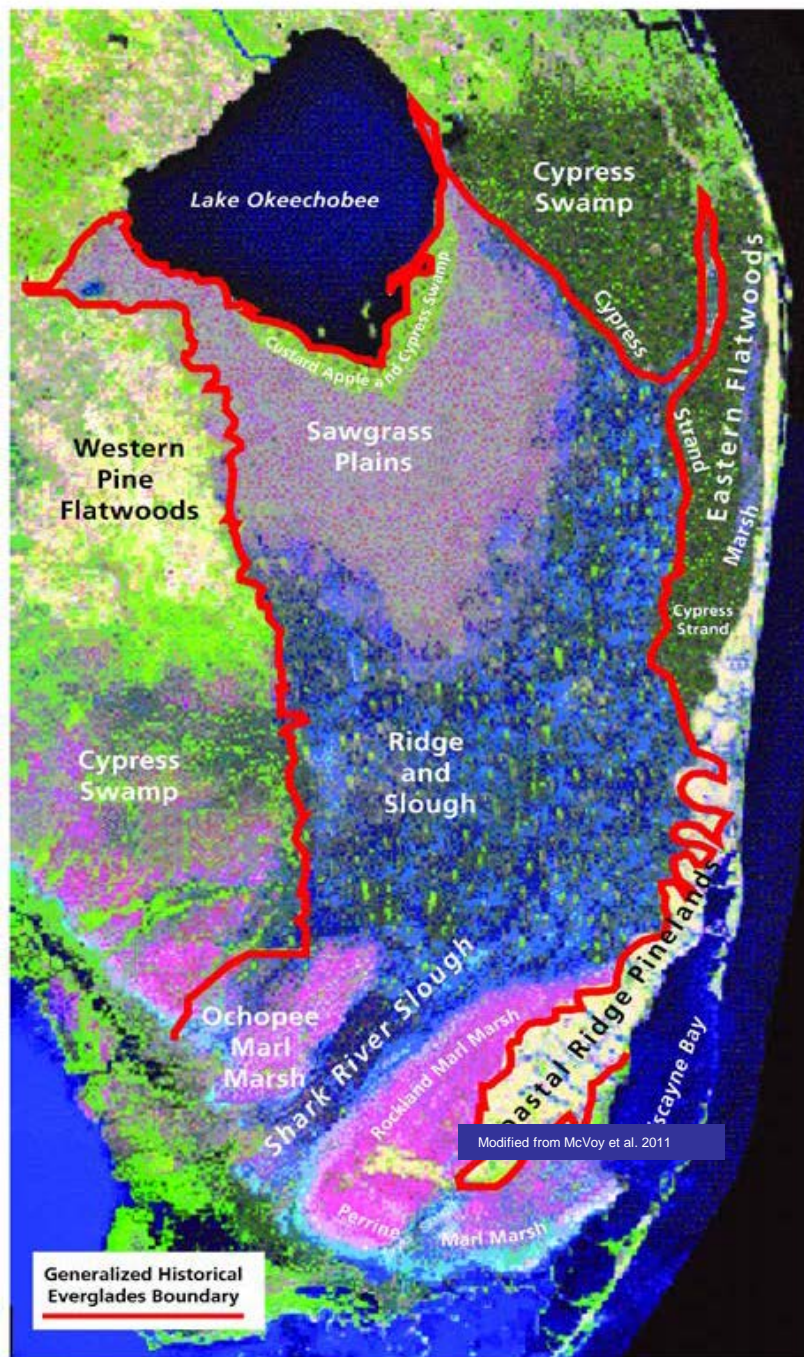 Lake Okeechobee
Cypress
Swamp
Custard Apple and Cypress Swamp
Cypress
Strand
Eastern Flatwoods
Marsh
Sawgrass
Plains
Western
Pine
Flatwoods
Cypress
Strand
Cypress
Swamp
Ridge
and
Slough
Ochopee
Marl
Marsh
Shark River Slough
Rockland Marl Marsh
oastal Ridge Pinelands
scayne Bay
Modified from McVoy et al. 2011
Perrine
Marl Marsh
Generalized Historical
Everglades Boundary